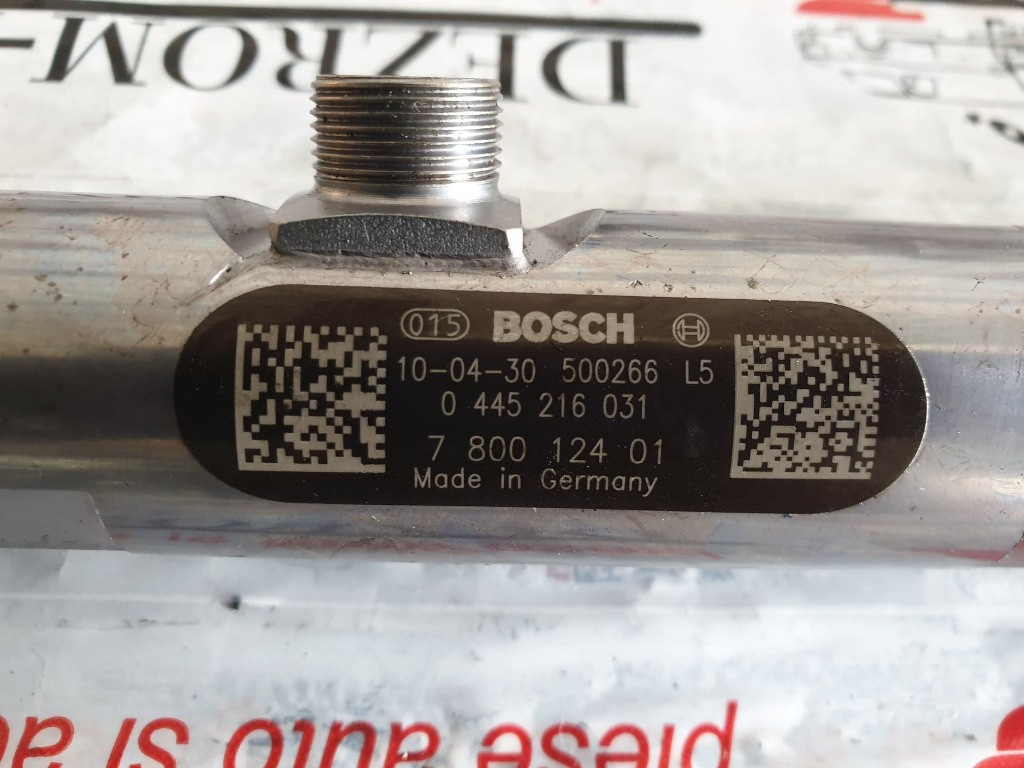 DEZROM-
015 BOSCH
10-04-30 500266 L5
0 445 216 031
7 800 124 01
Made in Germany
piese auto si